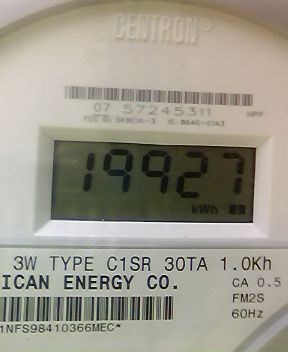 CENTRON®
07 57245311 HPP
19927
kWh
3W TYPE C1SR 30TA 1.0Kh
ICAN ENERGY CO. CA 0.5
FM2S
60Hz
1NFS98410366MEC*